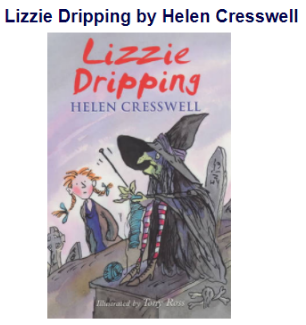 Lizzie Dripping by Helen Cresswell
Lizzie
Dripping
HELEN CRESSWELL
Illustrated by Tony Ross